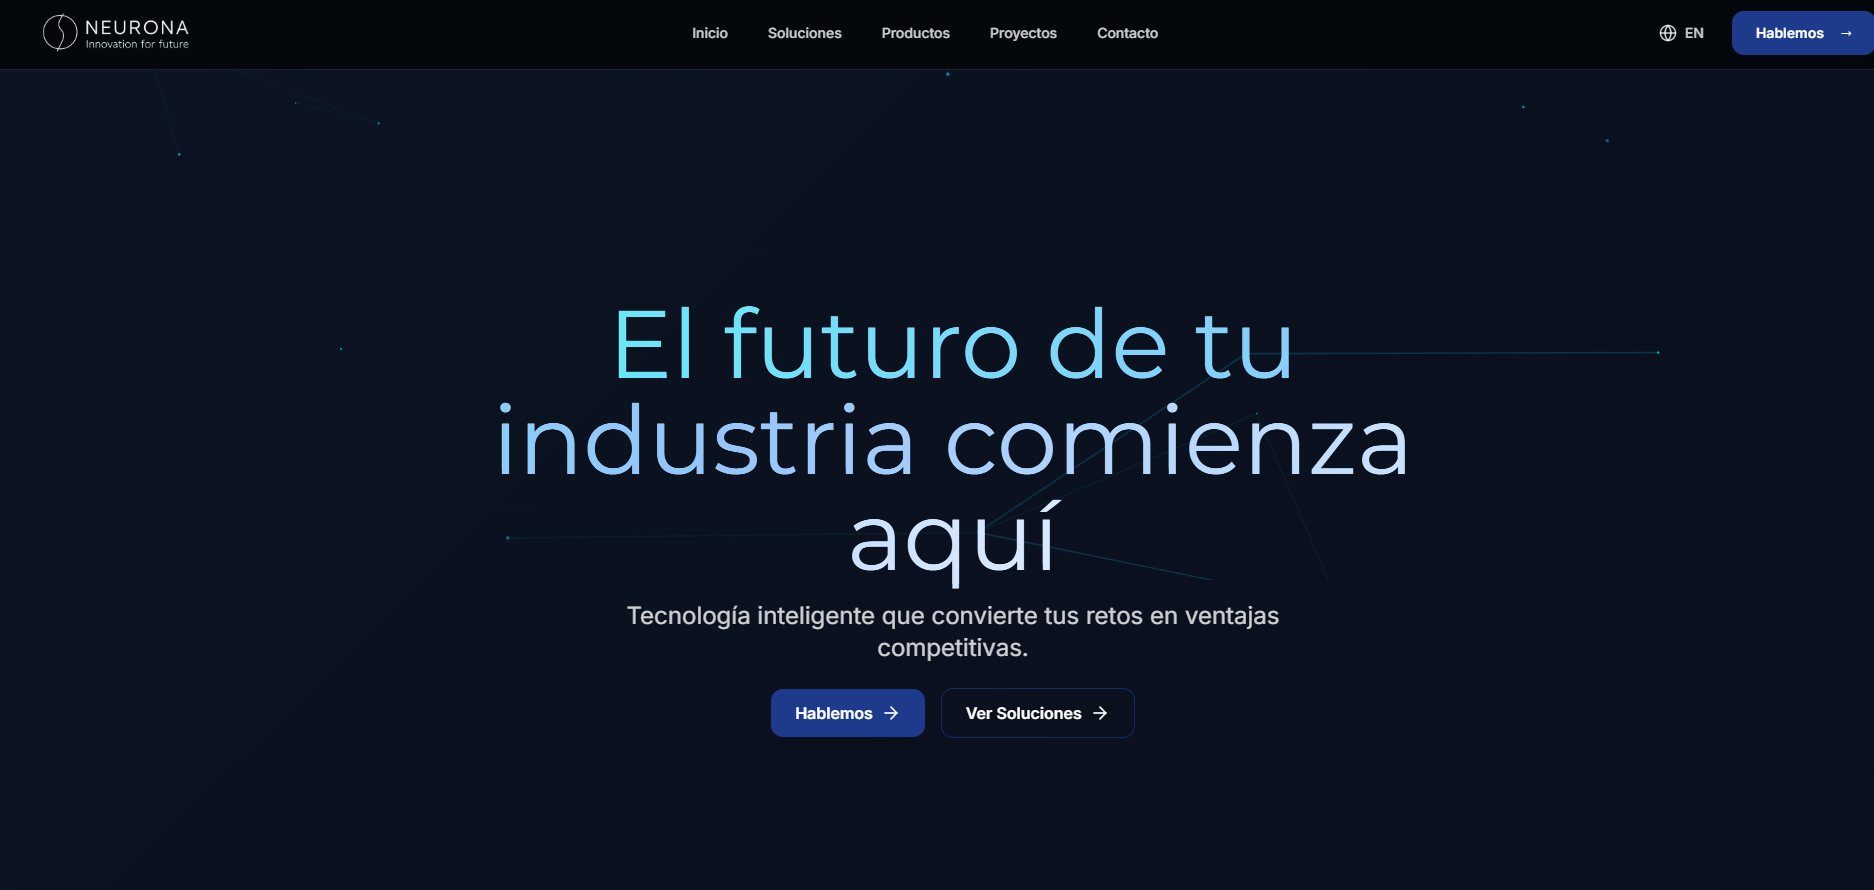 NEURONA
Innovation for future
Inicio
Soluciones
Productos
Proyectos
Contacto
EN
Hablemos →
El futuro de tu
industria comienza
aquí
Tecnología inteligente que convierte tus retos en ventajas
competitivas.
Hablemos →
Ver Soluciones →